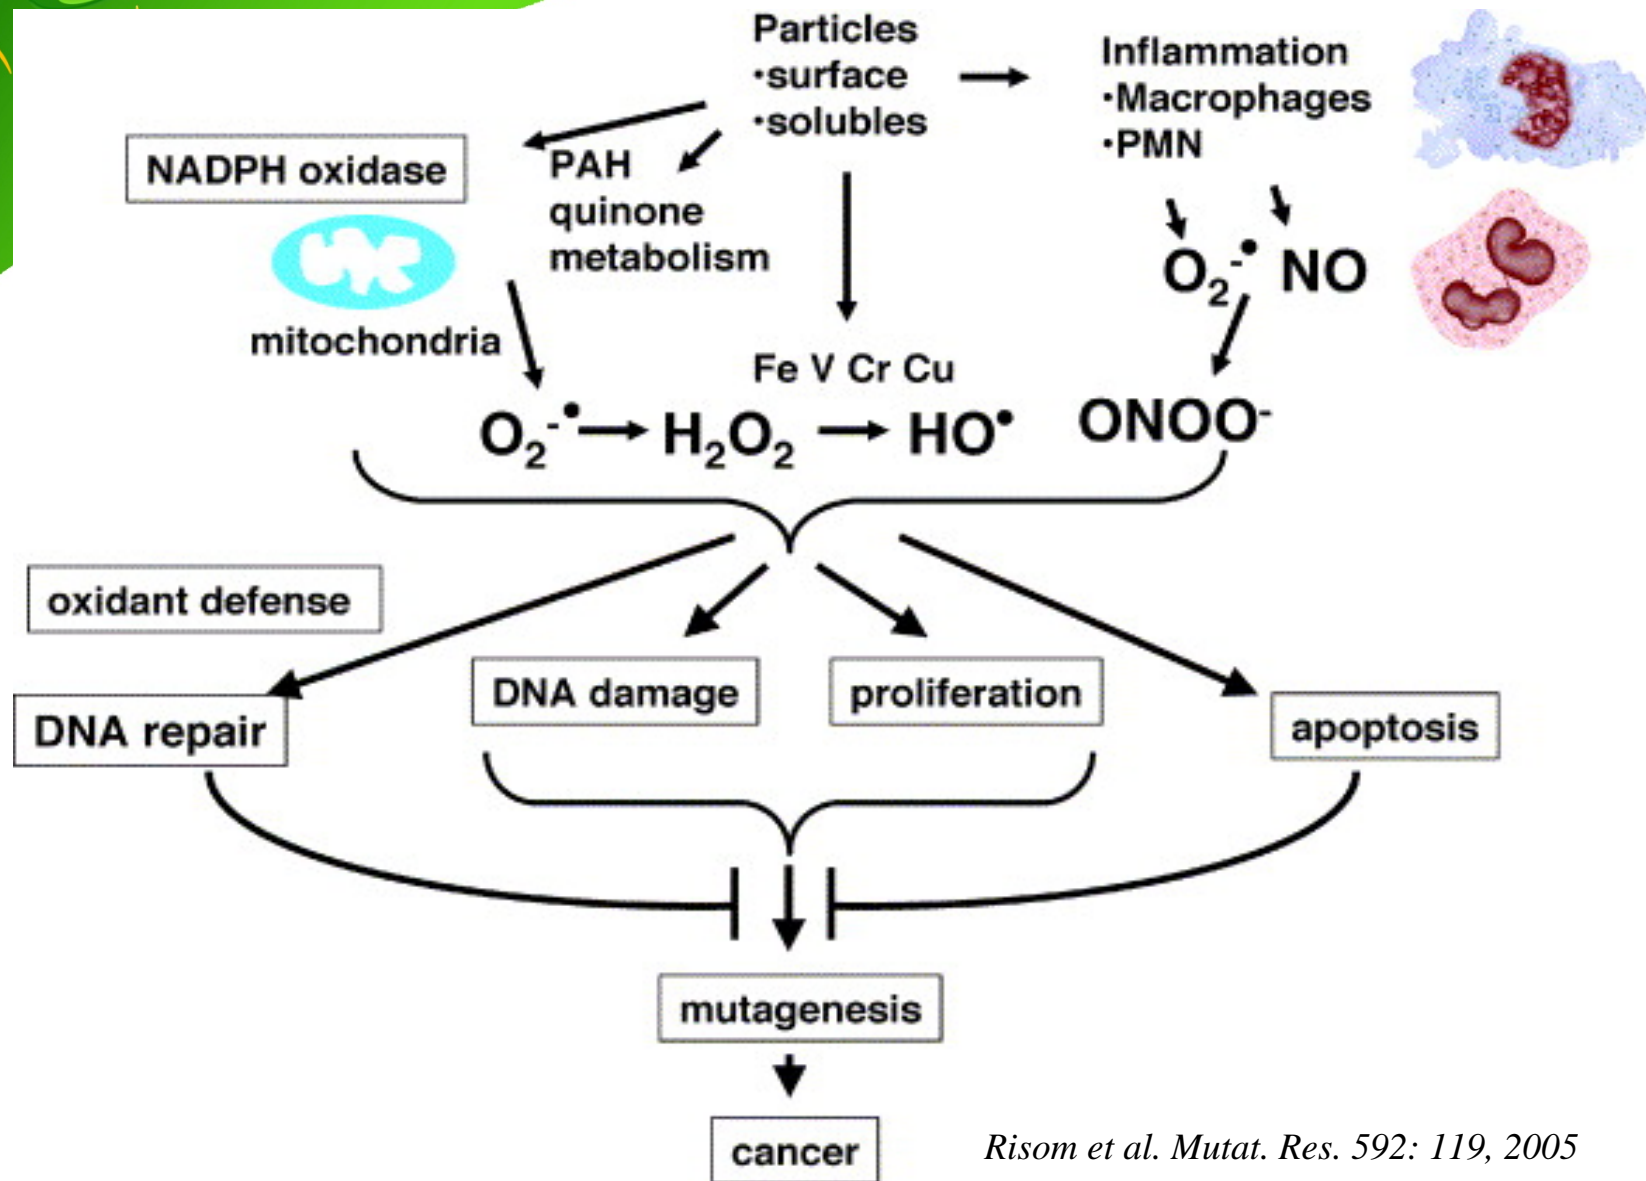 Particles
•surface
•solubles
Inflammation
•Macrophages
•PMN
NADPH oxidase
PAH
quinone
metabolism
mitochondria
O₂⁻• NO
Fe V Cr Cu
O₂⁻• H₂O₂ HO• ONOO⁻
oxidant defense
DNA repair
DNA damage
proliferation
apoptosis
mutagenesis
cancer
Risom et al. Mutat. Res. 592: 119, 2005